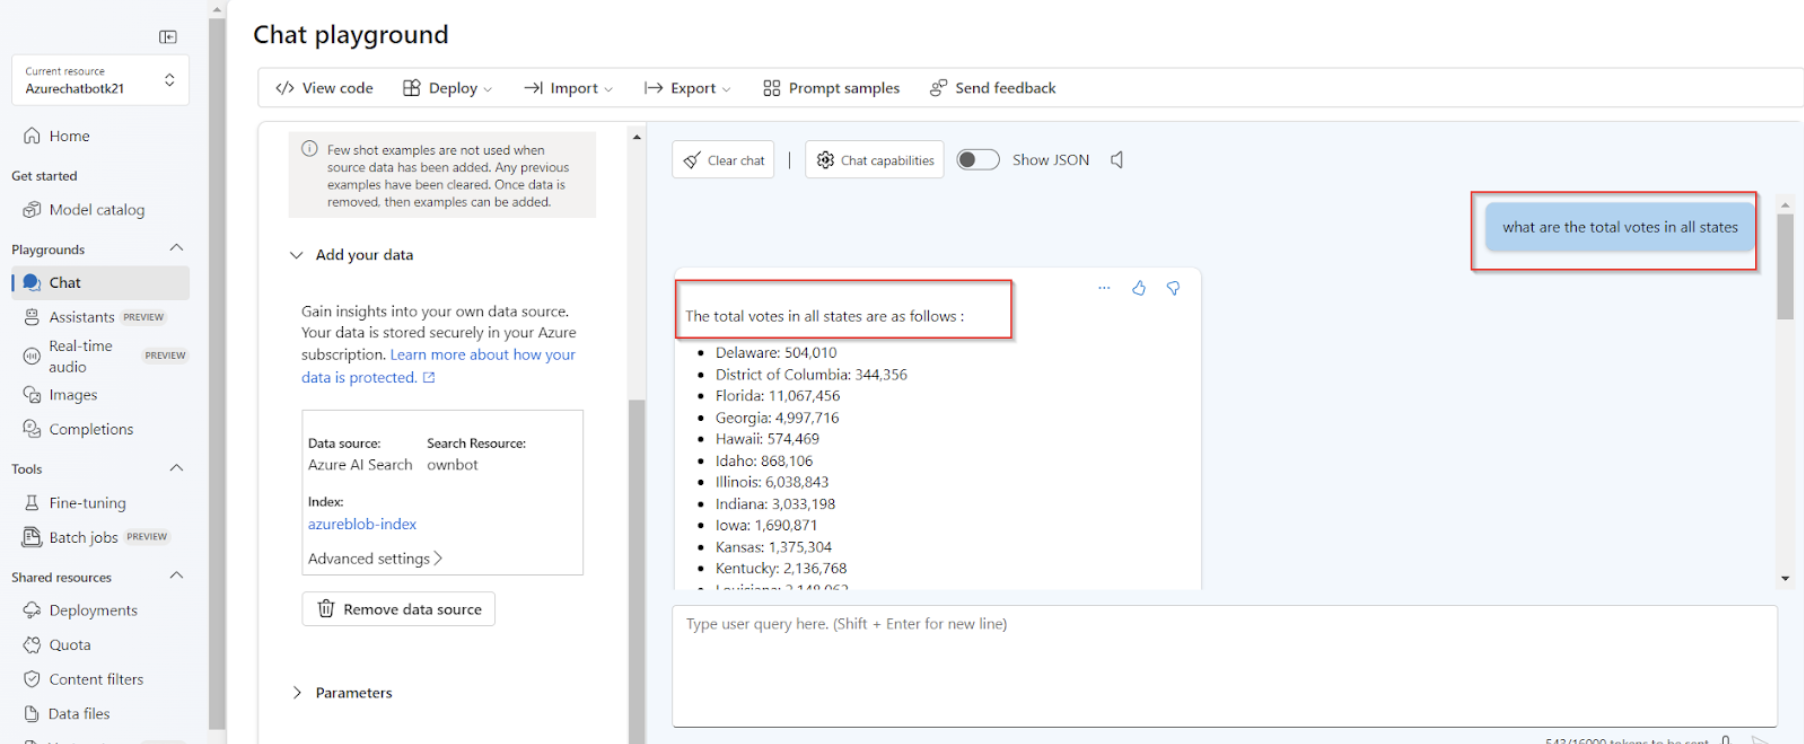 Chat playground
Current resource
Azurechatbotk21
View code
Deploy
Import
Export
Prompt samples
Send feedback
Home
Get started
Model catalog
Playgrounds
Chat
Assistants PREVIEW
Real-time audio PREVIEW
Images
Completions
Tools
Fine-tuning
Batch jobs PREVIEW
Shared resources
Deployments
Quota
Content filters
Data files
Few shot examples are not used when
source data has been added. Any previous
examples have been cleared. Once data is
removed, then examples can be added.
Add your data
Gain insights into your own data source.
Your data is stored securely in your Azure
subscription. Learn more about how your
data is protected.
Data source: Search Resource:
Azure AI Search ownbot
Index:
azureblob-index
Advanced settings
Remove data source
Parameters
Clear chat
Chat capabilities
Show JSON
what are the total votes in all states
The total votes in all states are as follows :
Delaware: 504,010
District of Columbia: 344,356
Florida: 11,067,456
Georgia: 4,997,716
Hawaii: 574,469
Idaho: 868,106
Illinois: 6,038,843
Indiana: 3,033,198
Iowa: 1,690,871
Kansas: 1,375,304
Kentucky: 2,136,768
Type user query here. (Shift + Enter for new line)
543/16000 tokens to be sent